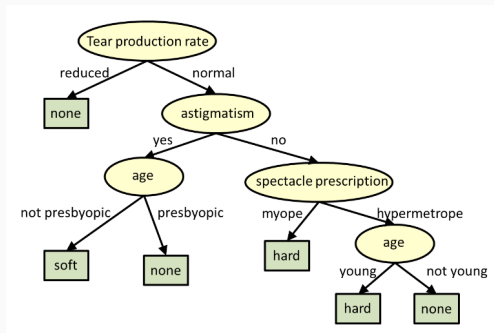 Tear production rate
reduced
normal
none
astigmatism
yes
no
age
spectacle prescription
not presbyopic
presbyopic
myope
hypermetrope
soft
none
hard
age
young
not young
hard
none